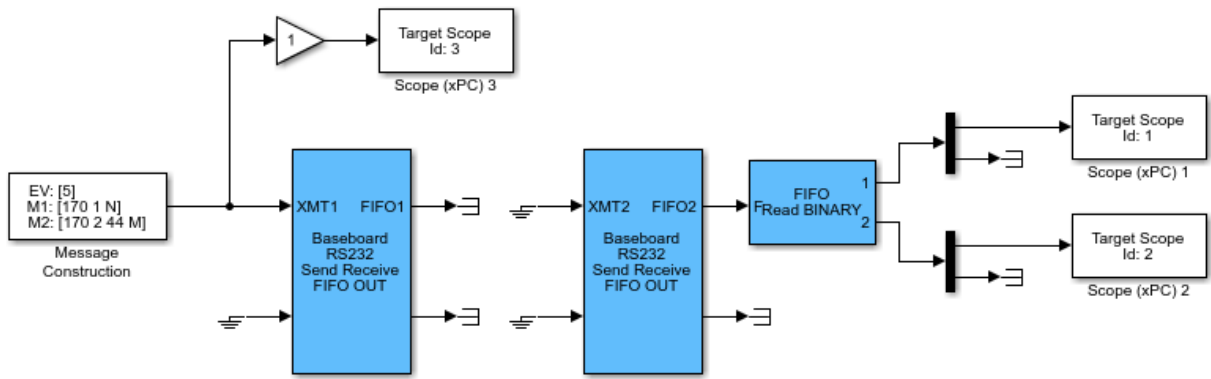 1
Target Scope
Id: 3
Scope (xPC) 3
EV: [5]
M1: [170 1 N]
M2: [170 2 44 M]
Message
Construction
XMT1
FIFO1
Baseboard
RS232
Send Receive
FIFO OUT
XMT2
FIFO2
Baseboard
RS232
Send Receive
FIFO OUT
F
FIFO
Read BINARY
1
2
Target Scope
Id: 1
Scope (xPC) 1
Target Scope
Id: 2
Scope (xPC) 2